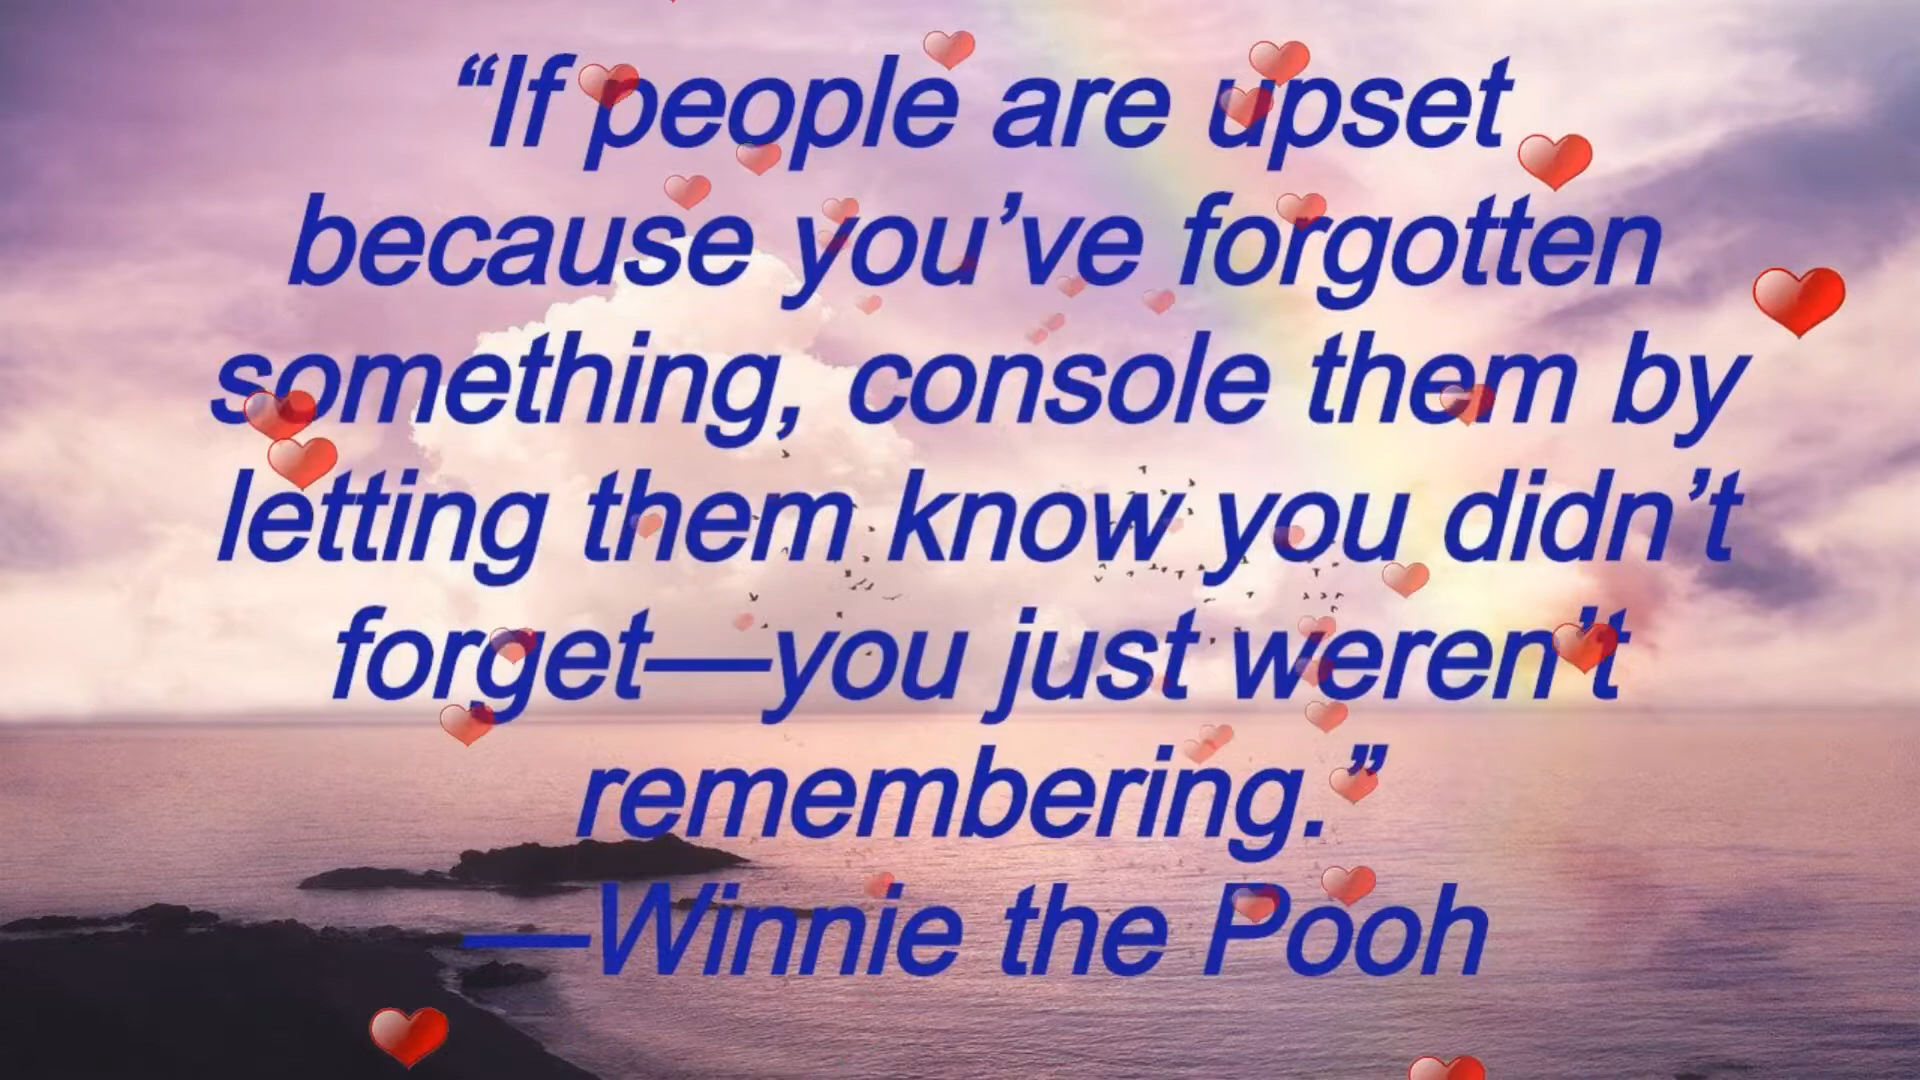 “If people are upset
because you’ve forgotten
something, console them by
letting them know you didn’t
forget—you just weren’t
remembering.”
—Winnie the Pooh